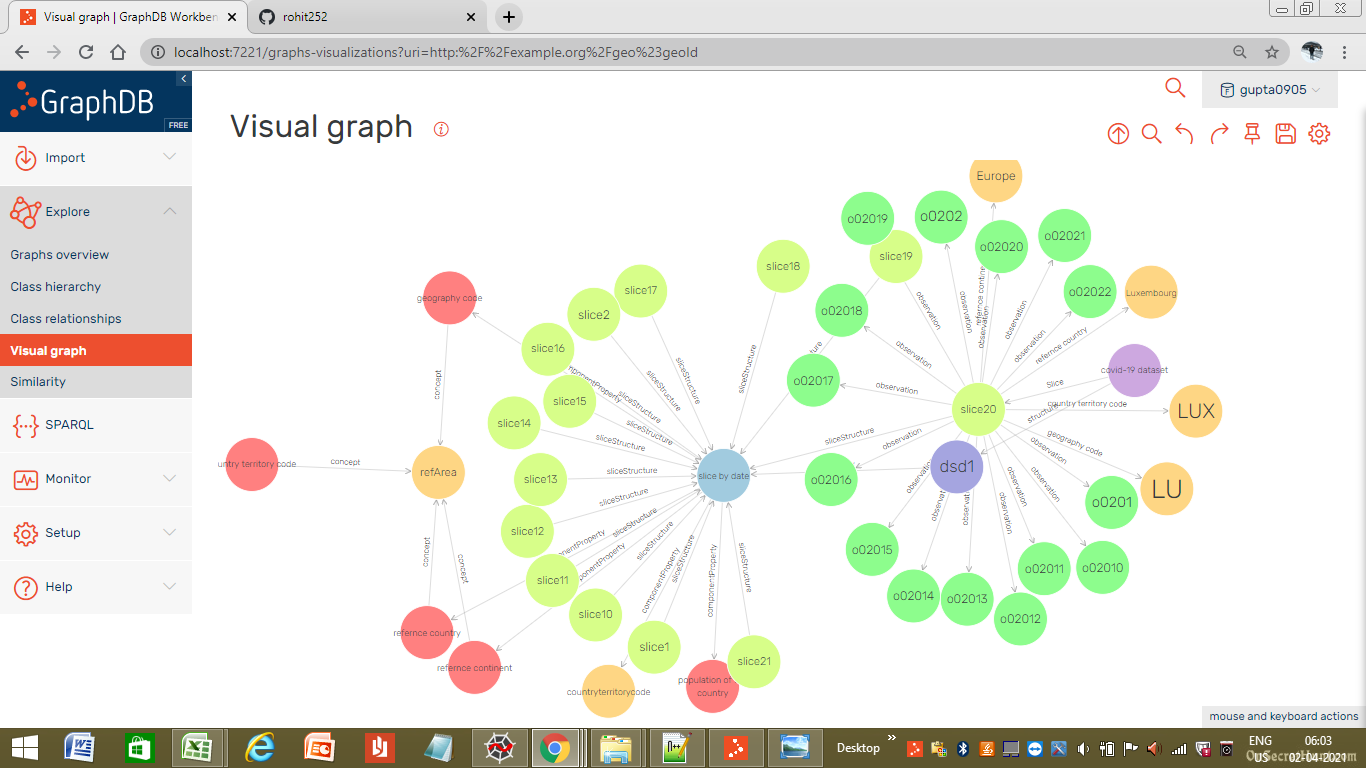 Visual graph | GraphDB Workben
rohit252
localhost:7221/graphs-visualizations?uri=http:%2F%2Fexample.org%2Fgeo%23geoId
GraphDB
FREE
gupta0905
Visual graph
Import
Explore
Graphs overview
Class hierarchy
Class relationships
Visual graph
Similarity
SPARQL
Monitor
Setup
Help
Europe
o02019
o0202
o02020
o02021
slice19
slice18
slice17
geography code
slice2
o02018
o02022
Luxembourg
slice16
covid-19 dataset
o02017
slice15
slice14
slice20
LUX
untry territory code
refArea
slice13
slice by date
o02016
dsd1
LU
o0201
slice12
slice11
o02015
o02011
o02010
slice10
o02014
o02013
o02012
refernce country
refernce continent
slice1
slice21
countryterritorycode
population of
country
concept
concept
concept
concept
sliceStructure
sliceStructure
sliceStructure
sliceStructure
sliceStructure
sliceStructure
sliceStructure
sliceStructure
sliceStructure
sliceStructure
sliceStructure
sliceStructure
sliceStructure
componentProperty
componentProperty
observation
observation
observation
observation
observation
observation
observation
observation
observation
observation
observation
observation
refernce country
Slice
structure
country territory code
geography code
mouse and keyboard actions
Desktop
ENG
US
06:03
02-04-2021